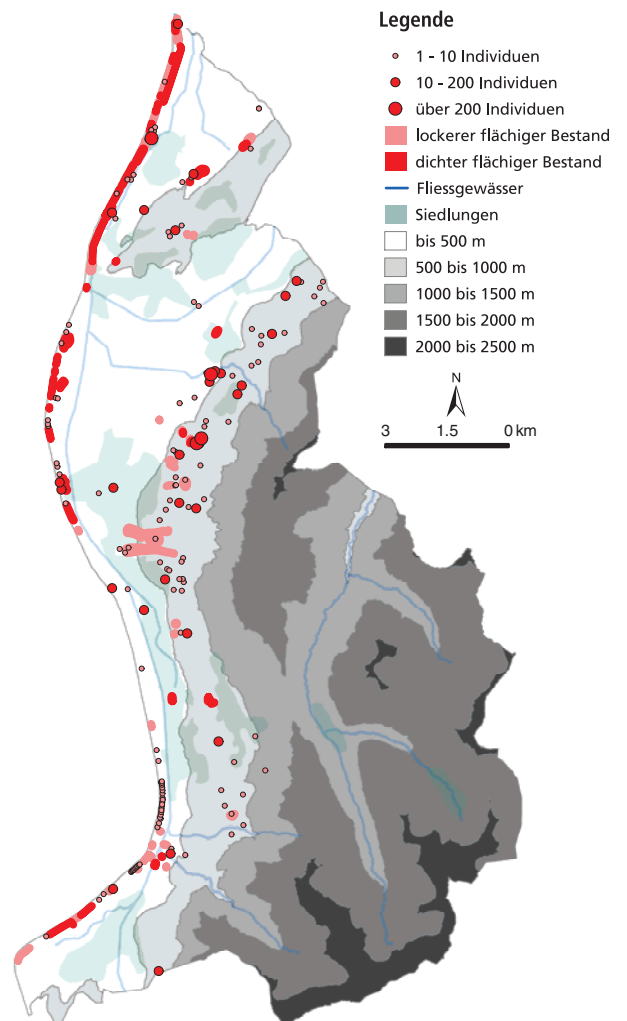 Legende
1 - 10 Individuen
10 - 200 Individuen
über 200 Individuen
lockerer flächiger Bestand
dichter flächiger Bestand
Fliessgewässer
Siedlungen
bis 500 m
500 bis 1000 m
1000 bis 1500 m
1500 bis 2000 m
2000 bis 2500 m
N
3 1.5 0 km